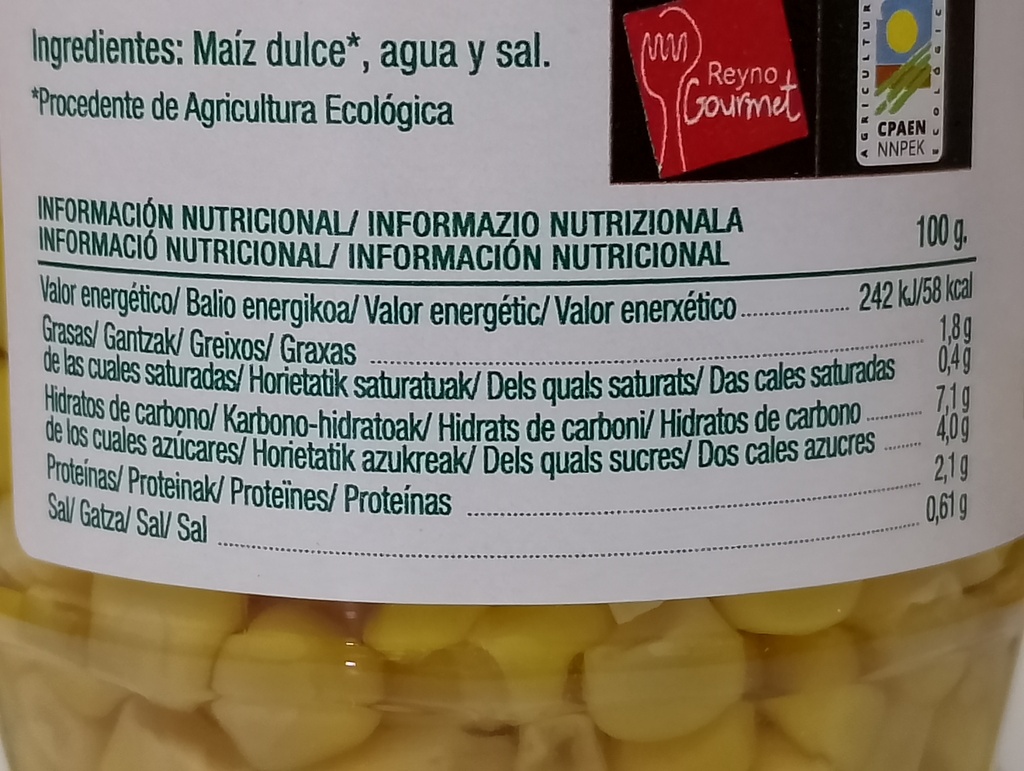 Ingredientes: Maíz dulce*, agua y sal.
*Procedente de Agricultura Ecológica
Reyno
Gourmet
AGRICULTUR
ECOLÓGIC
CPAEN
NNPEK
INFORMACIÓN NUTRICIONAL/ INFORMAZIO NUTRIZIONALA
INFORMACIÓ NUTRICIONAL/ INFORMACIÓN NUTRICIONAL 100 g.
Valor energético/ Balio energikoa/ Valor energétic/ Valor enerxético ........... 242 kJ/58 kcal
Grasas/ Gantzak/ Greixos/ Graxas ........... 1,8 g
de las cuales saturadas/ Horietatik saturatuak/ Dels quals saturats/ Das cales saturadas 0,4 g
Hidratos de carbono/ Karbono-hidratoak/ Hidrats de carboni/ Hidratos de carbono ........... 7,1 g
de los cuales azúcares/ Horietatik azukreak/ Dels quals sucres/ Dos cales azucres ........ 4,0 g
Proteínas/ Proteinak/ Proteïnes/ Proteínas ........... 2,1 g
Sal/ Gatza/ Sal/ Sal ........... 0,61 g